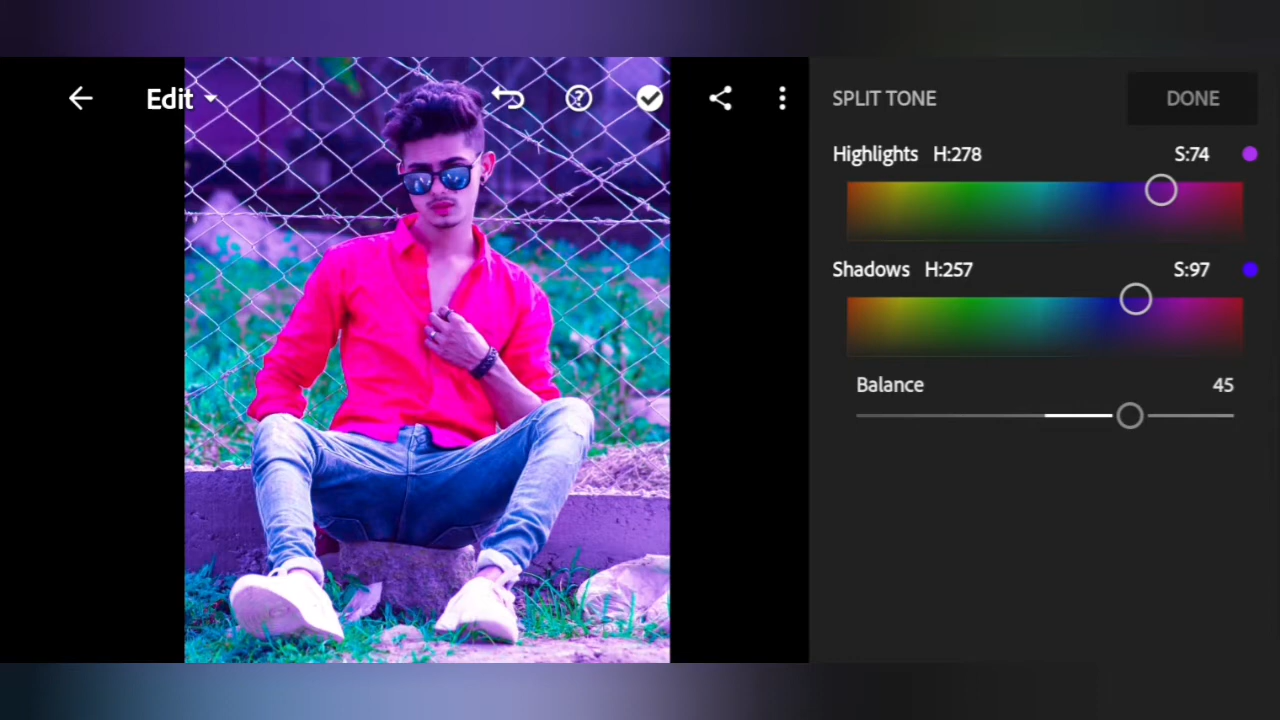 Edit
SPLIT TONE
DONE
Highlights H:278 S:74
Shadows H:257 S:97
Balance 45